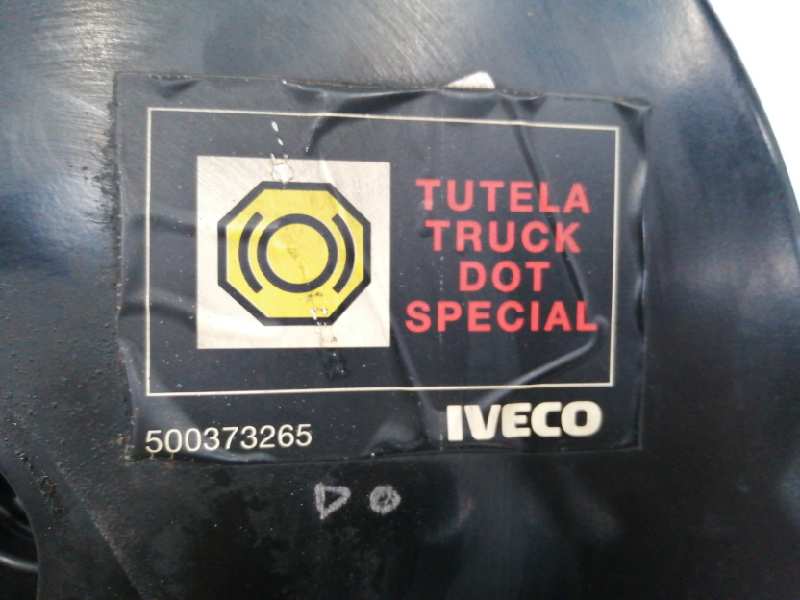 TUTELA
TRUCK
DOT
SPECIAL
500373265
IVECO
DO